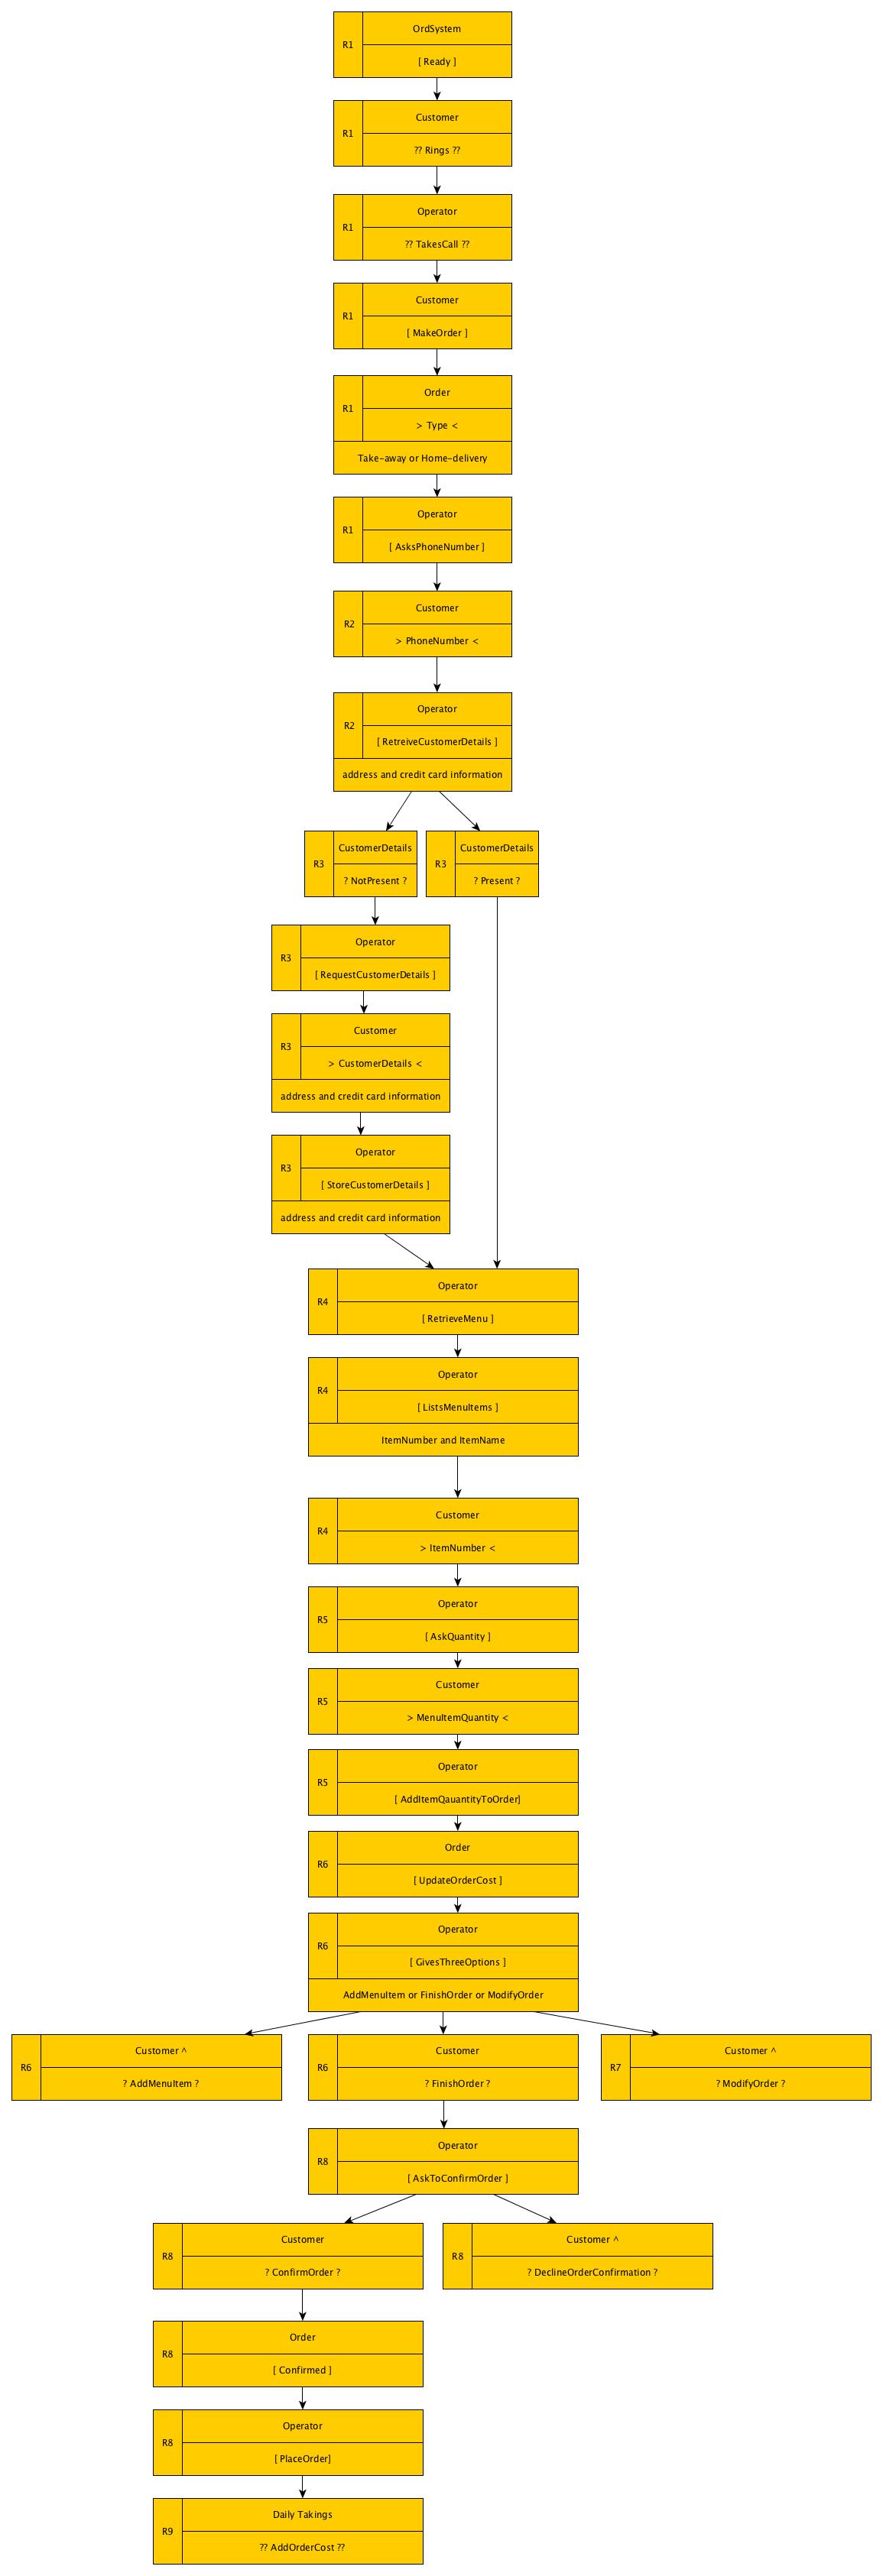 OrdSystem
R1
[ Ready ]
Customer
R1
?? Rings ??
Operator
R1
?? TakesCall ??
Customer
R1
[ MakeOrder ]
Order
R1
> Type <
Take-away or Home-delivery
Operator
R1
[ AsksPhoneNumber ]
Customer
R2
> PhoneNumber <
Operator
R2
[ RetreiveCustomerDetails ]
address and credit card information
CustomerDetails
R3
? NotPresent ?
CustomerDetails
R3
? Present ?
Operator
R3
[ RequestCustomerDetails ]
Customer
R3
> CustomerDetails <
address and credit card information
Operator
R3
[ StoreCustomerDetails ]
address and credit card information
Operator
R4
[ RetrieveMenu ]
Operator
R4
[ ListsMenuItems ]
ItemNumber and ItemName
Customer
R4
> ItemNumber <
Operator
R5
[ AskQuantity ]
Customer
R5
> MenuItemQuantity <
Operator
R5
[ AddItemQauantityToOrder]
Order
R6
[ UpdateOrderCost ]
Operator
R6
[ GivesThreeOptions ]
AddMenuItem or FinishOrder or ModifyOrder
Customer ^
R6
? AddMenuItem ?
Customer
R6
? FinishOrder ?
Customer ^
R7
? ModifyOrder ?
Operator
R8
[ AskToConfirmOrder ]
Customer
R8
? ConfirmOrder ?
Customer ^
R8
? DeclineOrderConfirmation ?
Order
R8
[ Confirmed ]
Operator
R8
[ PlaceOrder]
Daily Takings
R9
?? AddOrderCost ??